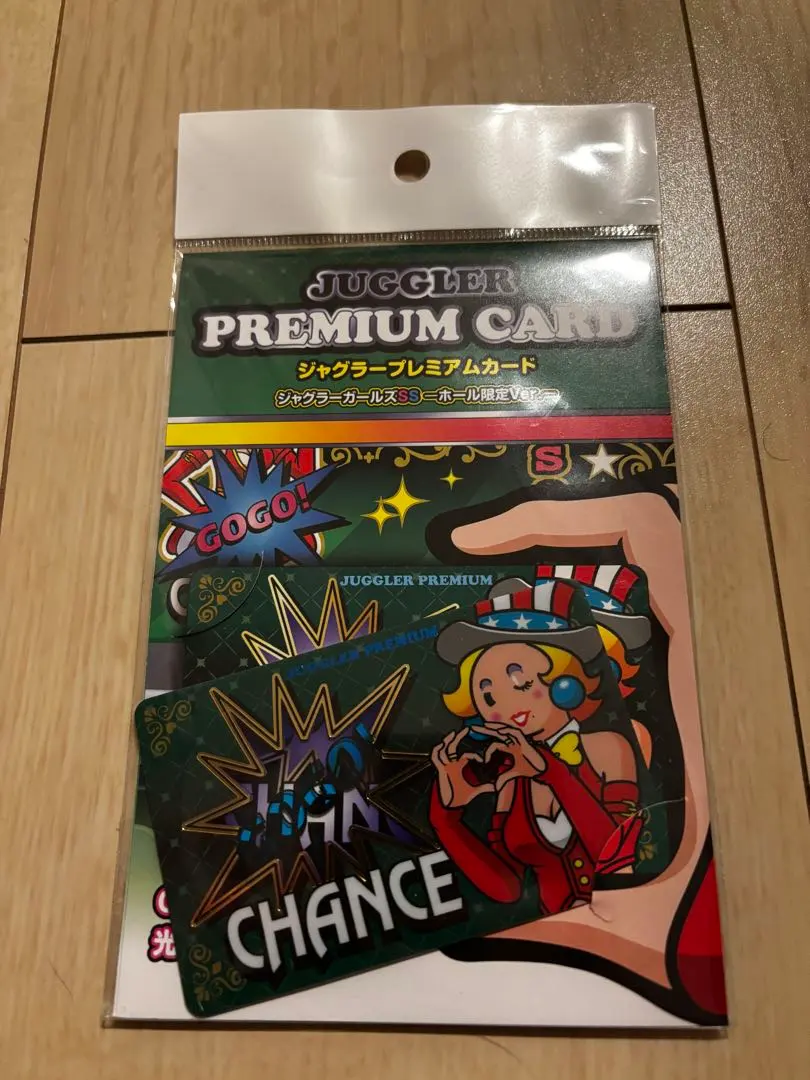 JUGGLER
PREMIUM CARD
ジャグラープレミアムカード
ジャグラーガールズSS ーホール限定Ver.ー
S
GOGO!
JUGGLER PREMIUM
JUGGLER PREMIUM
CHANCE
光